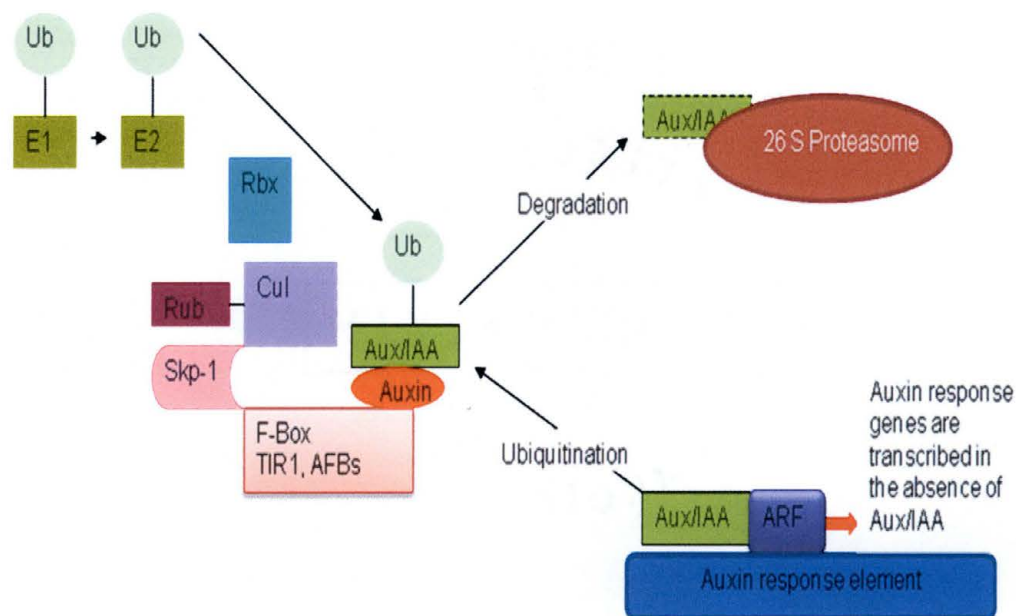 Ub
Ub
E1
E2
Rbx
Ub
Rub
Cul
Skp-1
Aux/IAA
Auxin
F-Box
TIR1, AFBs
Aux/IAA
26 S Proteasome
Degradation
Ubiquitination
Auxin response
genes are
transcribed in
the absence of
Aux/IAA
Aux/IAA
ARF
Auxin response element